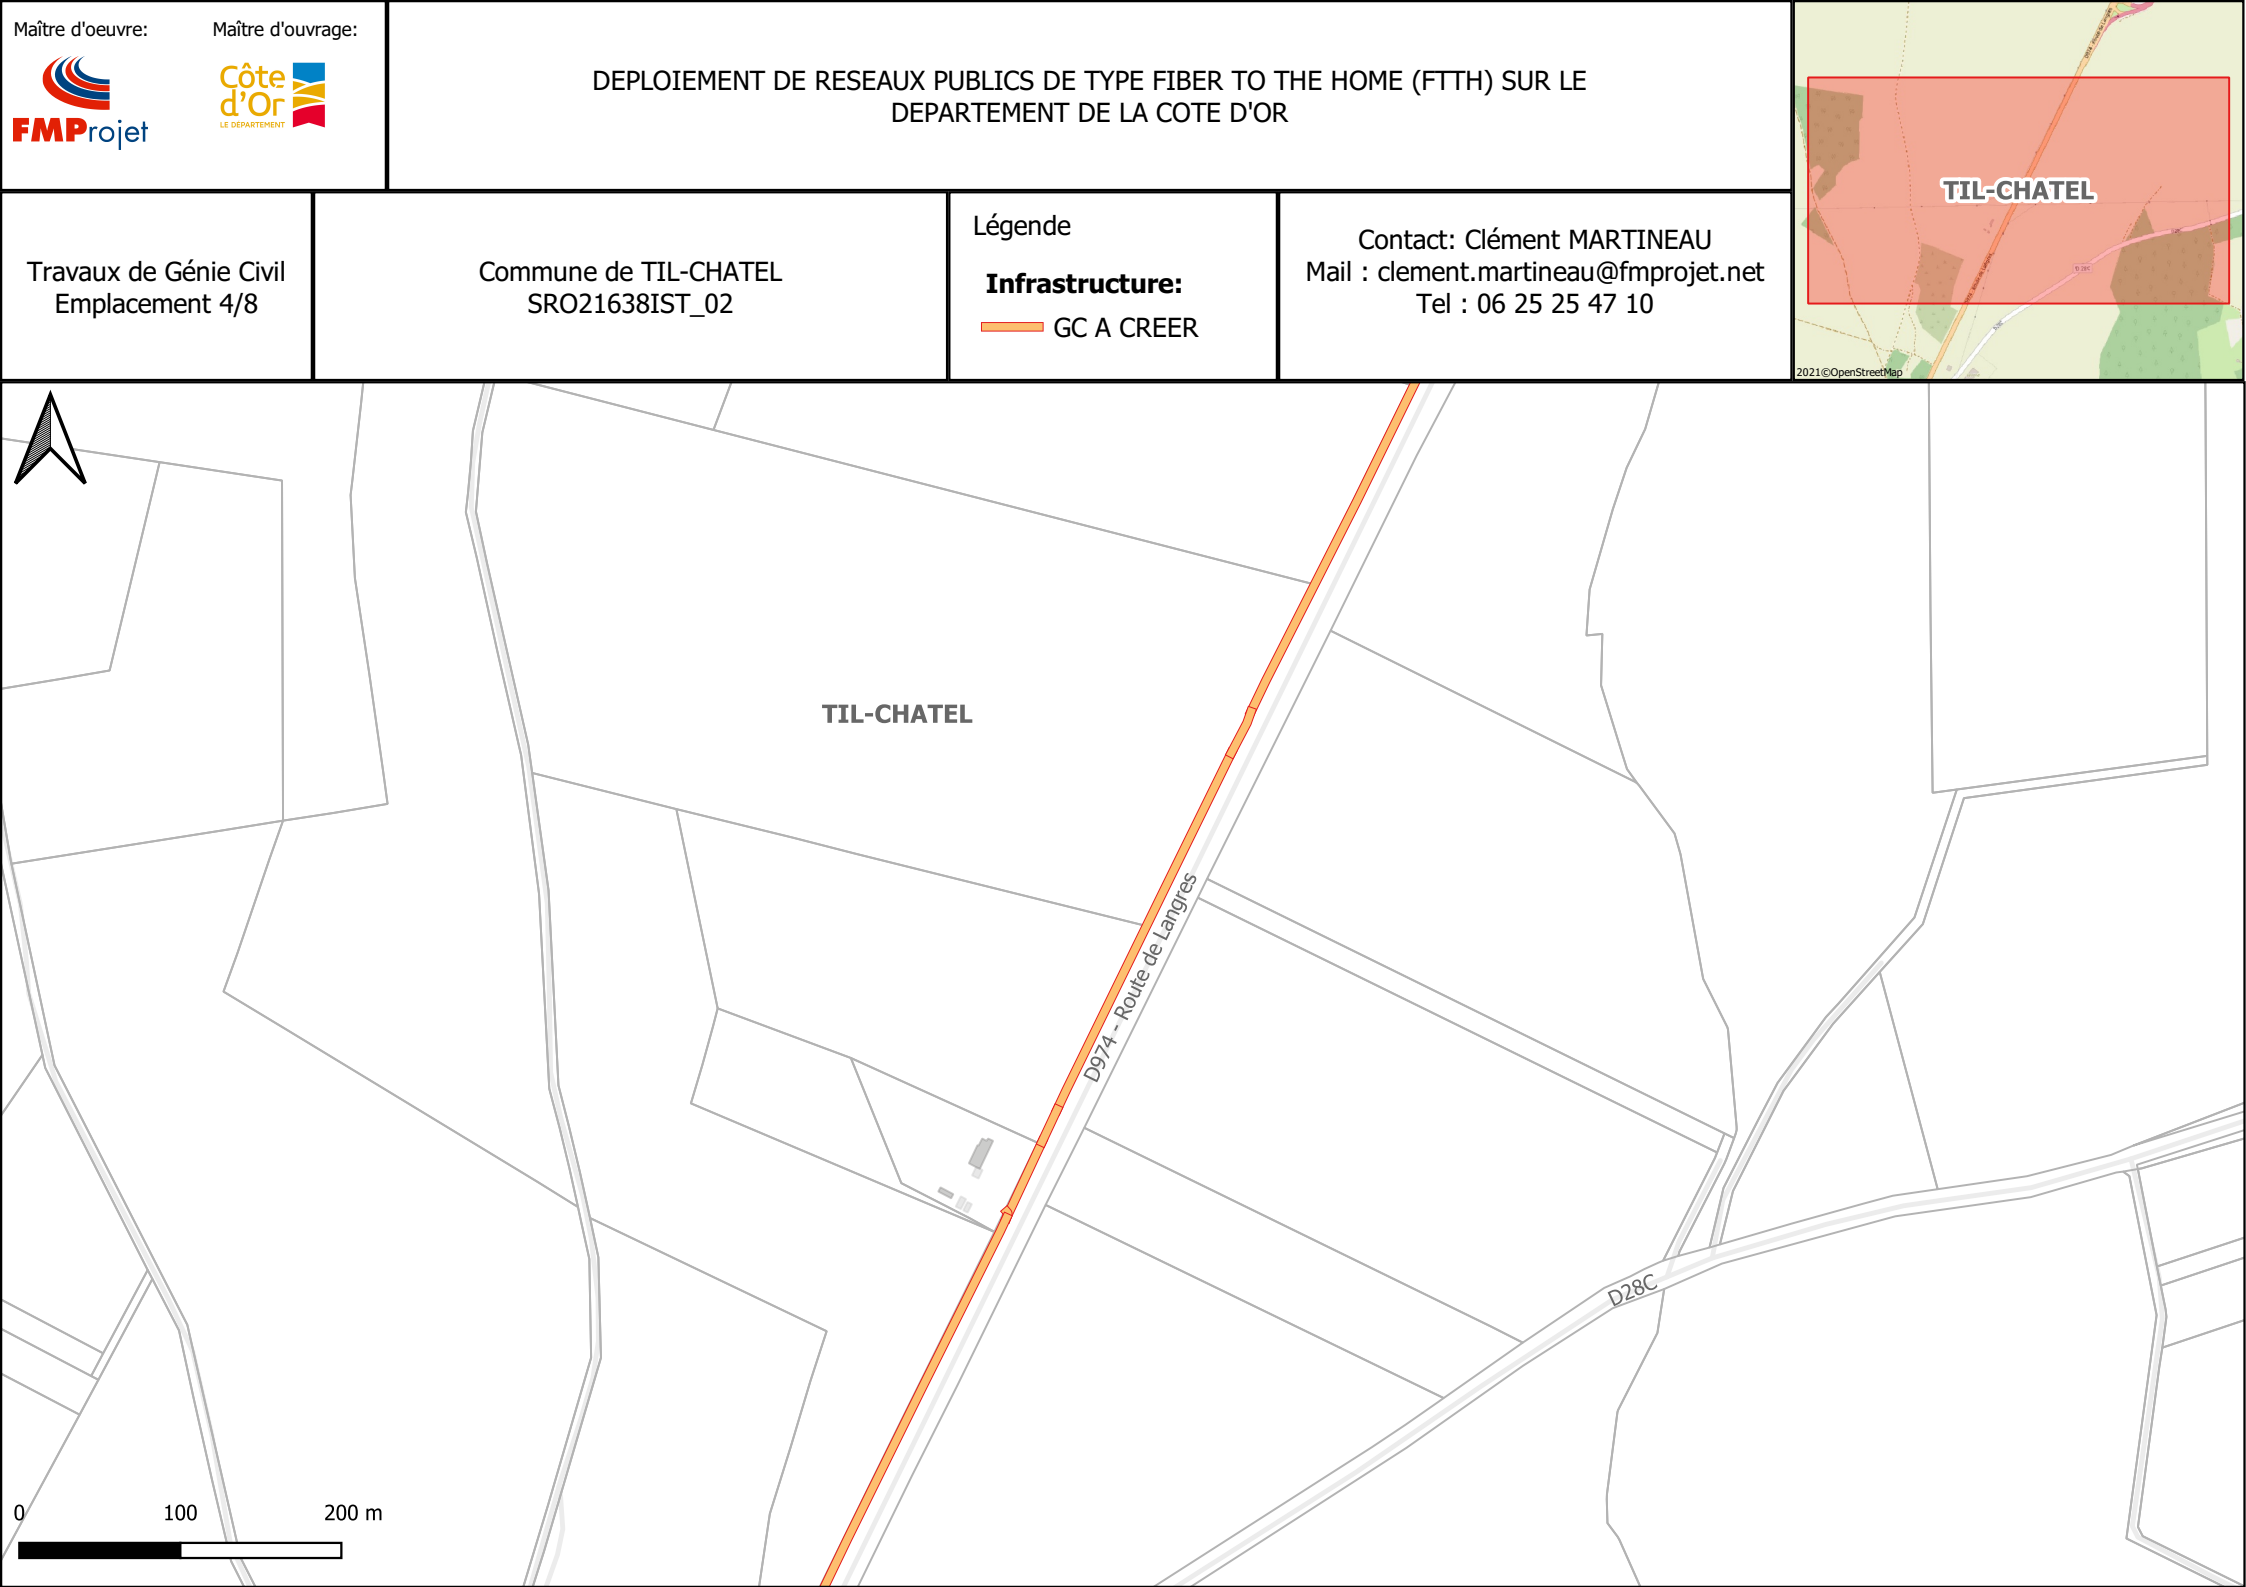 Maître d'oeuvre:
Maître d'ouvrage:
FMProjet
Côte
d'Or
LE DÉPARTEMENT
DEPLOIEMENT DE RESEAUX PUBLICS DE TYPE FIBER TO THE HOME (FTTH) SUR LE
DEPARTEMENT DE LA COTE D'OR
Travaux de Génie Civil
Emplacement 4/8
Commune de TIL-CHATEL
SRO21638IST_02
Légende
Infrastructure:
GC A CREER
Contact: Clément MARTINEAU
Mail : clement.martineau@fmprojet.net
Tel : 06 25 25 47 10
TIL-CHATEL
2021©OpenStreetMap
TIL-CHATEL
D974 - Route de Langres
D28C
0 100 200 m